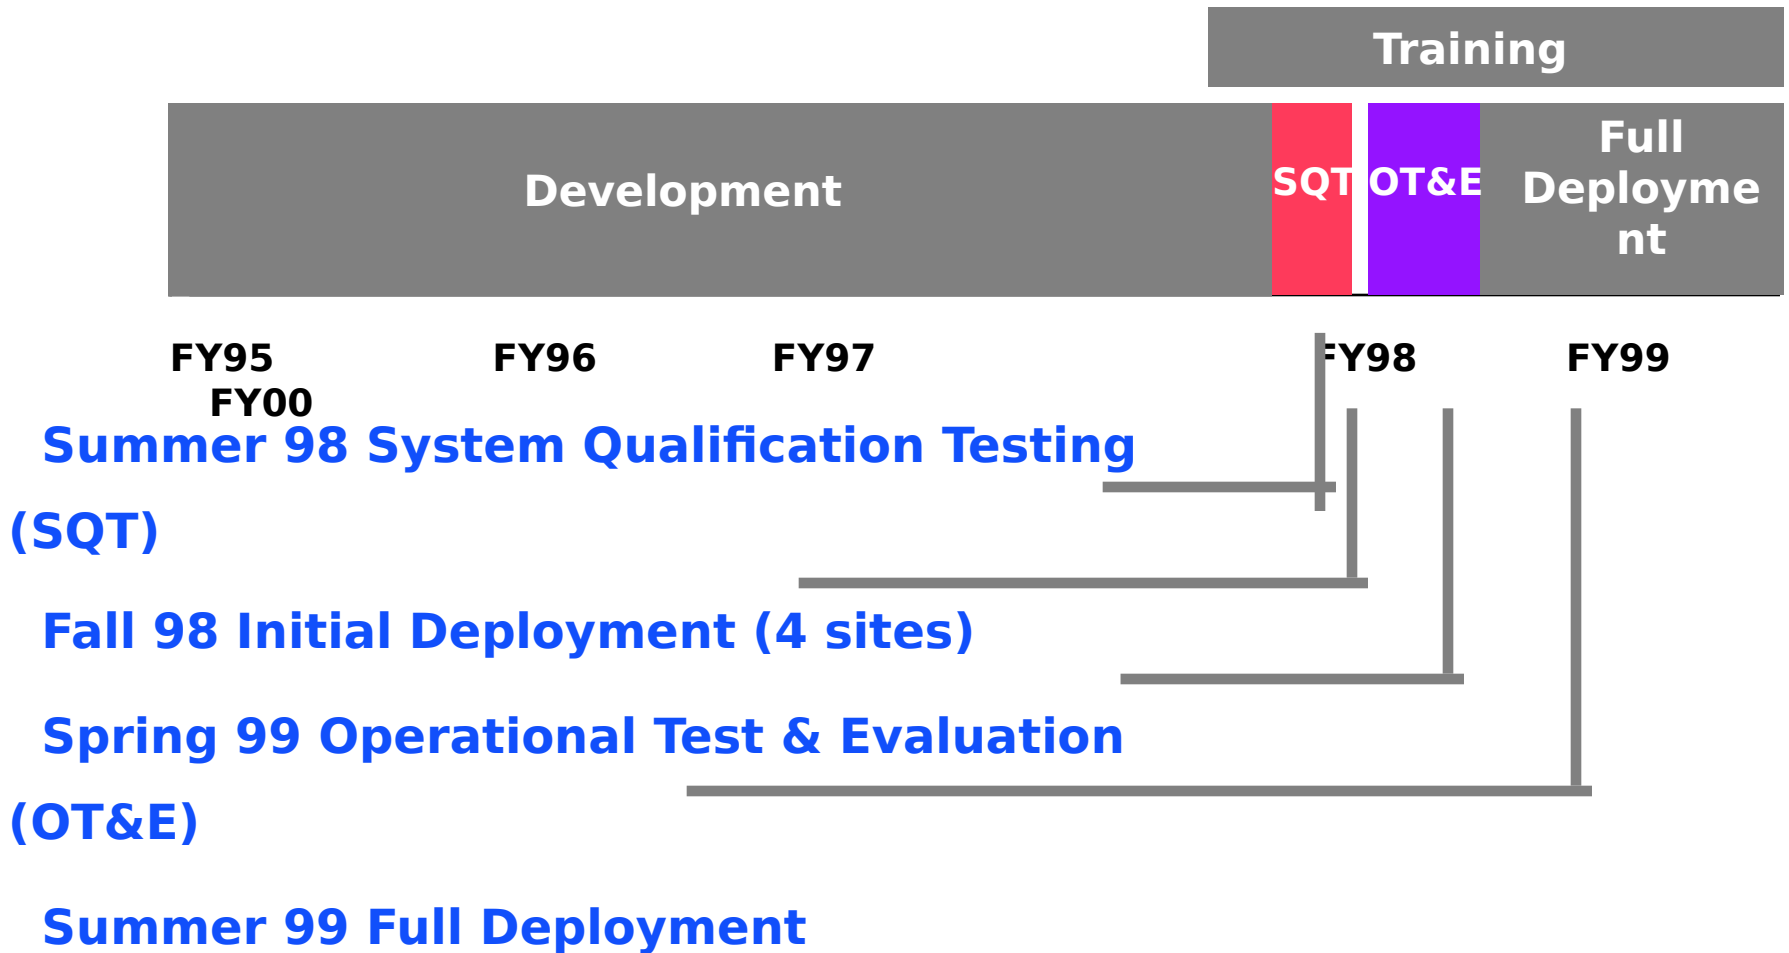 Training
Development
SQT
OT&E
Full
Deployme
nt
FY95 FY96 FY97 FY98 FY99
FY00
Summer 98 System Qualification Testing
(SQT)
Fall 98 Initial Deployment (4 sites)
Spring 99 Operational Test & Evaluation
(OT&E)
Summer 99 Full Deployment